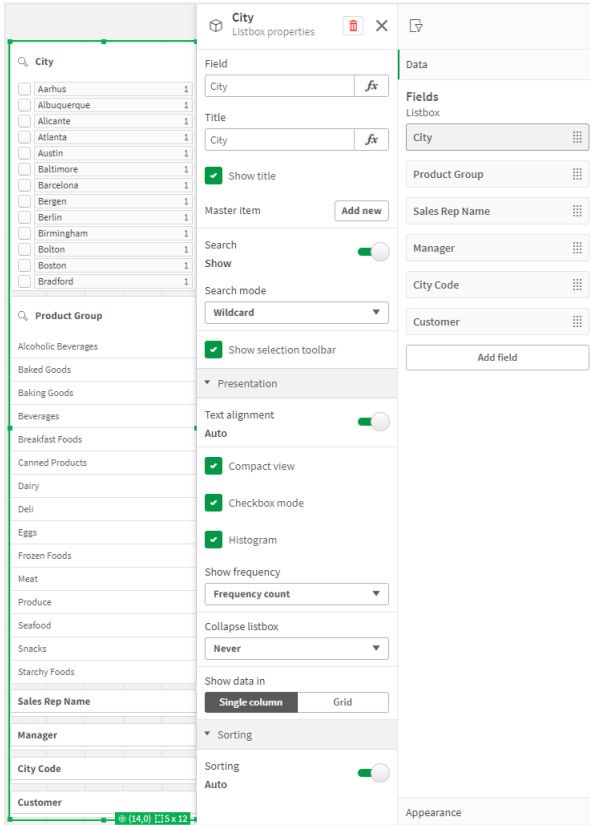 City
Aarhus 1
Albuquerque 1
Alicante 1
Atlanta 1
Austin 1
Baltimore 1
Barcelona 1
Bergen 1
Berlin 1
Birmingham 1
Bolton 1
Boston 1
Bradford 1
Product Group
Alcoholic Beverages
Baked Goods
Baking Goods
Beverages
Breakfast Foods
Canned Products
Dairy
Deli
Eggs
Frozen Foods
Meat
Produce
Seafood
Snacks
Starchy Foods
Sales Rep Name
Manager
City Code
Customer
(14,0) 5 x 12
City
Listbox properties
Field
City fx
Title
City fx
Show title
Master item Add new
Search
Show
Search mode
Wildcard
Show selection toolbar
Presentation
Text alignment
Auto
Compact view
Checkbox mode
Histogram
Show frequency
Frequency count
Collapse listbox
Never
Show data in
Single column Grid
Sorting
Sorting
Auto
Data
Fields
Listbox
City
Product Group
Sales Rep Name
Manager
City Code
Customer
Add field
Appearance